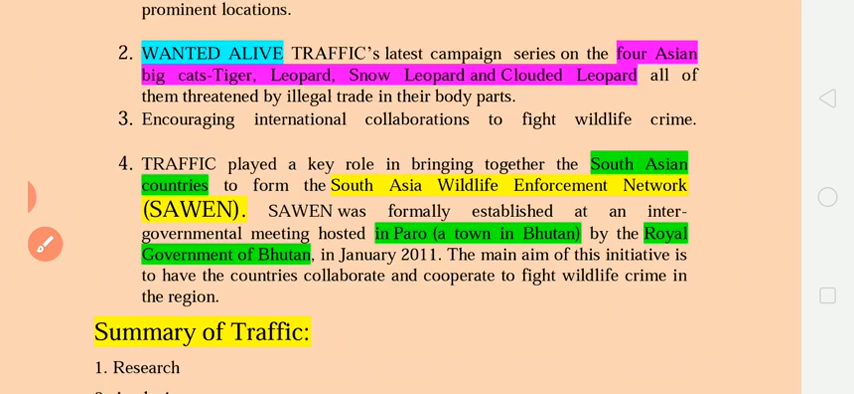 prominent locations.
2. WANTED ALIVE TRAFFIC's latest campaign series on the four Asian
big cats-Tiger, Leopard, Snow Leopard and Clouded Leopard all of
them threatened by illegal trade in their body parts.
3. Encouraging international collaborations to fight wildlife crime.
4. TRAFFIC played a key role in bringing together the South Asian
countries to form the South Asia Wildlife Enforcement Network
(SAWEN). SAWEN was formally established at an inter-
governmental meeting hosted in Paro (a town in Bhutan) by the Royal
Government of Bhutan, in January 2011. The main aim of this initiative is
to have the countries collaborate and cooperate to fight wildlife crime in
the region.
Summary of Traffic:
1. Research